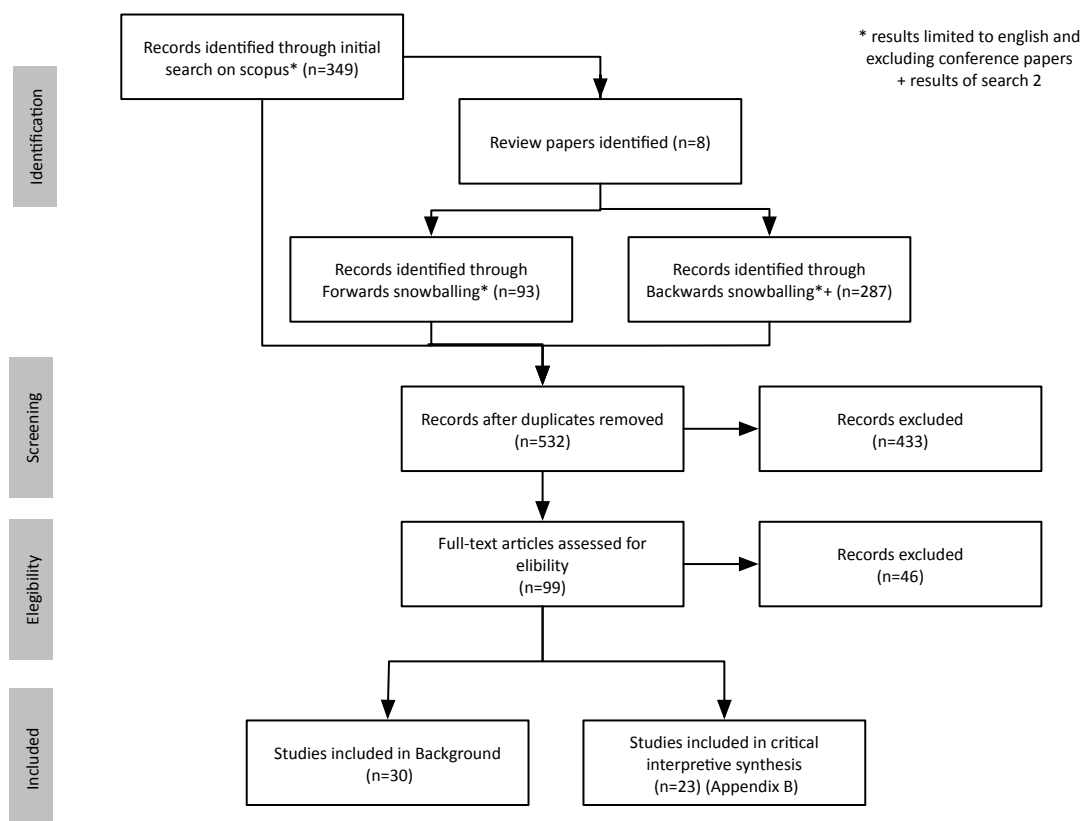 Records identified through initial
search on scopus* (n=349)
* results limited to english and
excluding conference papers
+ results of search 2
Identification
Review papers identified (n=8)
Records identified through
Forwards snowballing* (n=93)
Records identified through
Backwards snowballing*+ (n=287)
Screening
Records after duplicates removed
(n=532)
Records excluded
(n=433)
Elegibility
Full-text articles assessed for
elibility
(n=99)
Records excluded
(n=46)
Included
Studies included in Background
(n=30)
Studies included in critical
interpretive synthesis
(n=23) (Appendix B)